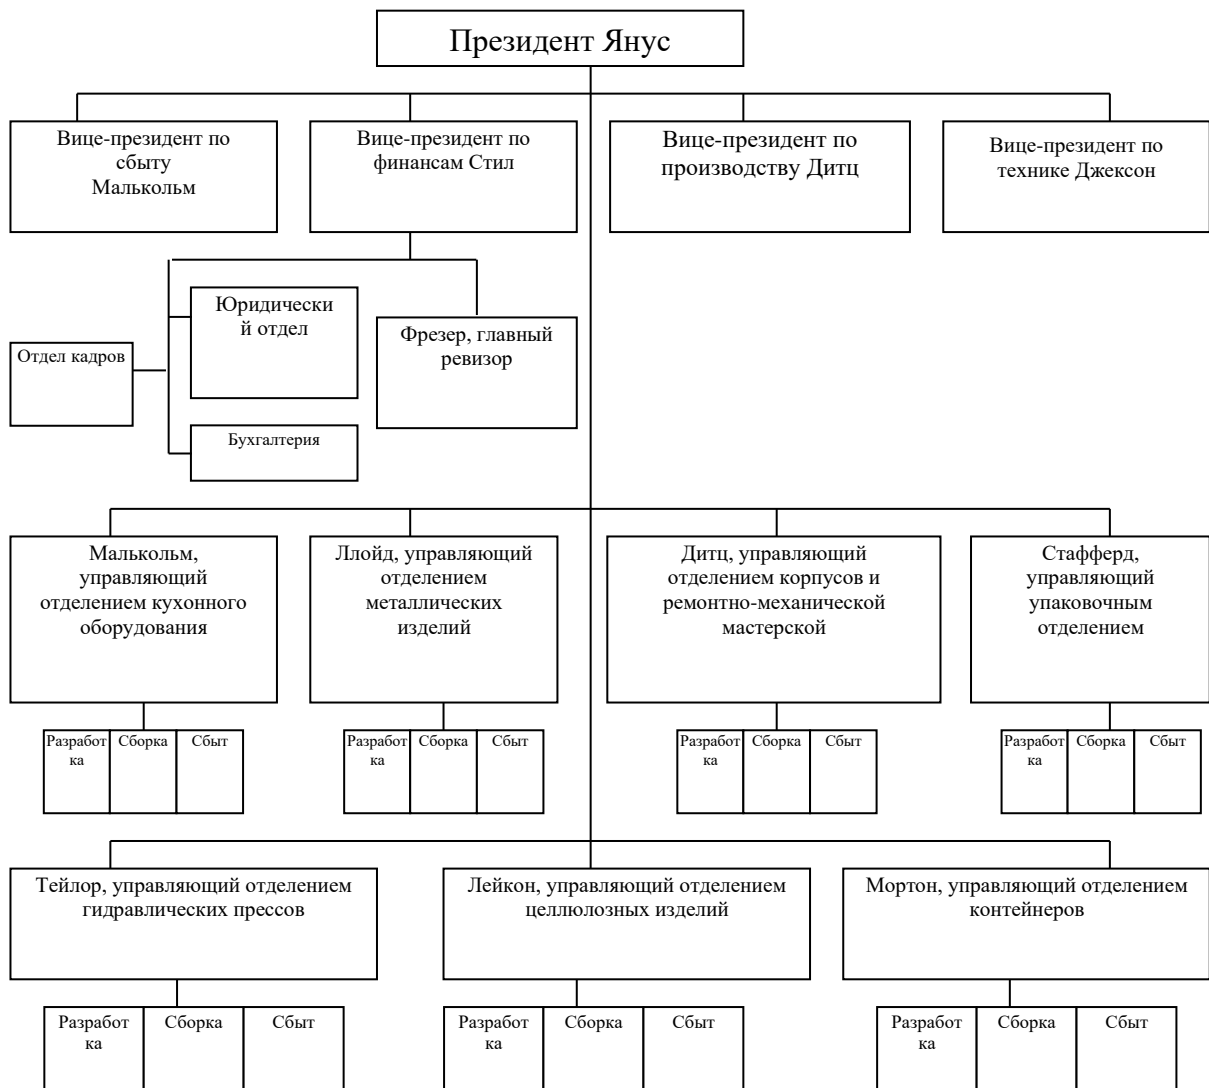 Президент Янус
Вице-президент по
сбыту
Малькольм
Вице-президент по
финансам Стил
Вице-президент по
производству Дитц
Вице-президент по
технике Джексон
Юридически
й отдел
Фрезер, главный
ревизор
Отдел кадров
Бухгалтерия
Малькольм,
управляющий
отделением кухонного
оборудования
Ллойд, управляющий
отделением
металлических
изделий
Дитц, управляющий
отделением корпусов и
ремонтно-механической
мастерской
Стафферд,
управляющий
упаковочным
отделением
Разработ
ка
Сборка
Сбыт
Разработ
ка
Сборка
Сбыт
Разработ
ка
Сборка
Сбыт
Разработ
ка
Сборка
Сбыт
Тейлор, управляющий отделением
гидравлических прессов
Лейкон, управляющий отделением
целлюлозных изделий
Мортон, управляющий отделением
контейнеров
Разработ
ка
Сборка
Сбыт
Разработ
ка
Сборка
Сбыт
Разработ
ка
Сборка
Сбыт